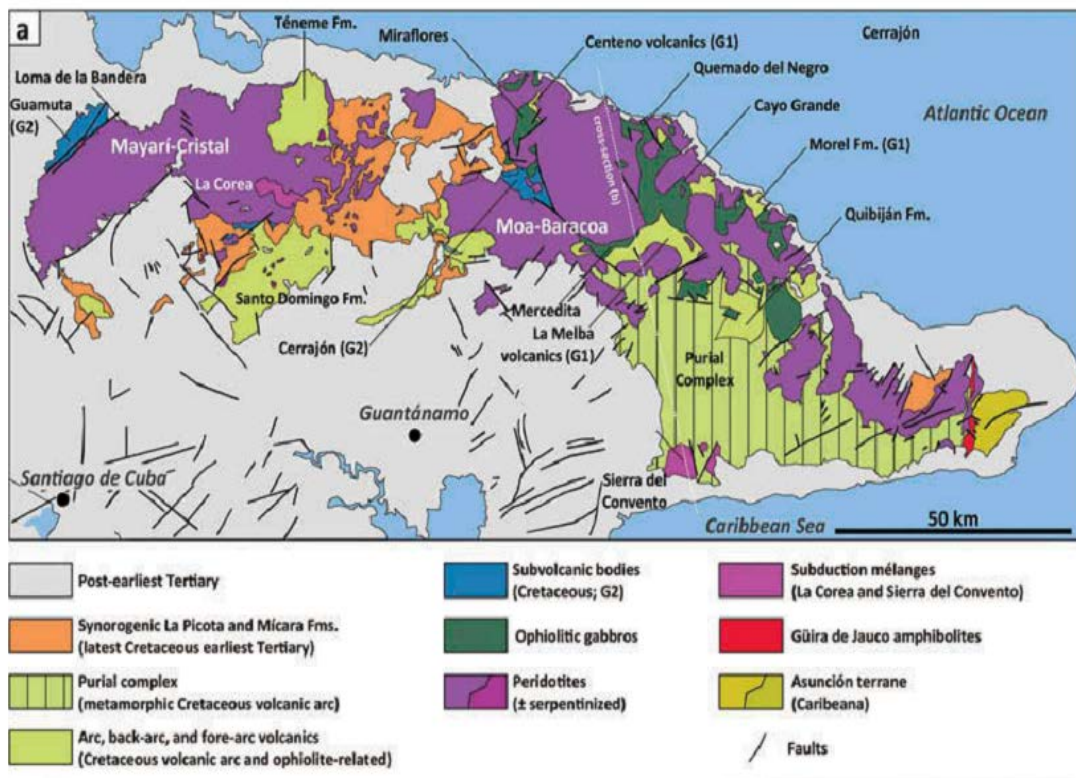 a
Téneme Fm.
Miraflores
Centeno volcanics (G1)
Cerrajón
Loma de la Bandera
Quemado del Negro
Guamuta
(G2)
Cayo Grande
Atlantic Ocean
Mayarí-Cristal
cross-section (b)
Morel Fm. (G1)
La Corea
Quibiján Fm.
Moa-Baracoa
Santo Domingo Fm.
Mercedita
Cerrajón (G2)
La Melba
volcanics (G1)
Purial
Complex
Guantánamo
Santiago de Cuba
Sierra del
Convento
Caribbean Sea
50 km
Post-earliest Tertiary
Synorogenic La Picota and Mícara Fms.
(latest Cretaceous earliest Tertiary)
Purial complex
(metamorphic Cretaceous volcanic arc)
Arc, back-arc, and fore-arc volcanics
(Cretaceous volcanic arc and ophiolite-related)
Subvolcanic bodies
(Cretaceous; G2)
Ophiolitic gabbros
Peridotites
(± serpentinized)
Subduction mélanges
(La Corea and Sierra del Convento)
Güira de Jauco amphibolites
Asunción terrane
(Caribeana)
Faults